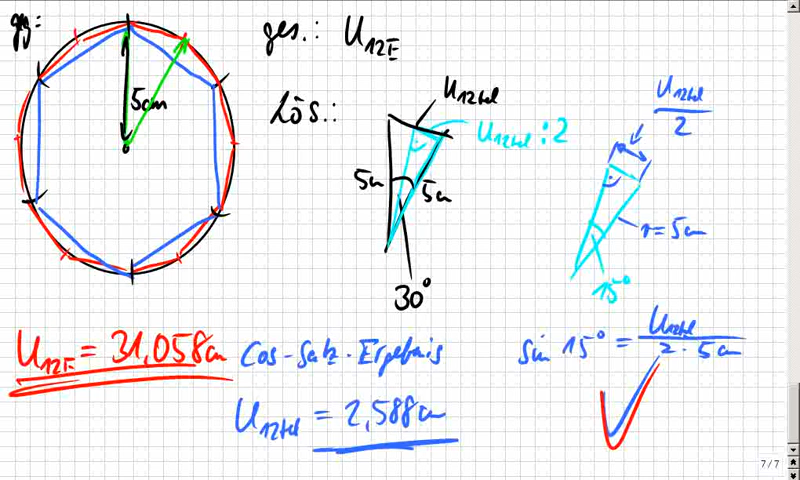 geg:
ges.: U12E
5cm
Lös.:
U12tel
U12tel : 2
U12tel
2
5cm
5cm
r=5cm
30°
15°
U12E = 31,058cm
Cos-Satz-Ergebnis
U12tel = 2,588cm
sin 15° = U12tel
2 · 5cm
7/7